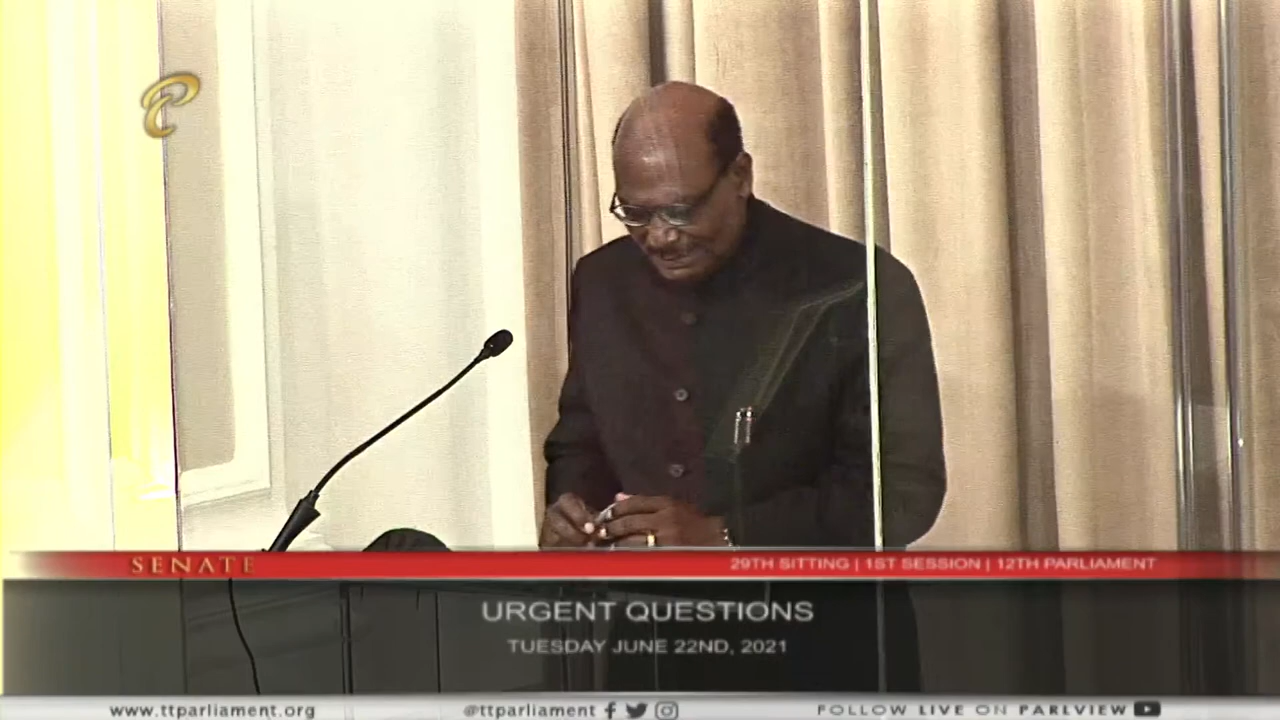 SENATE
29TH SITTING | 1ST SESSION | 12TH PARLIAMENT
URGENT QUESTIONS
TUESDAY JUNE 22ND, 2021
www.ttparliament.org
@ttparliament
FOLLOW LIVE ON PARLVIEW